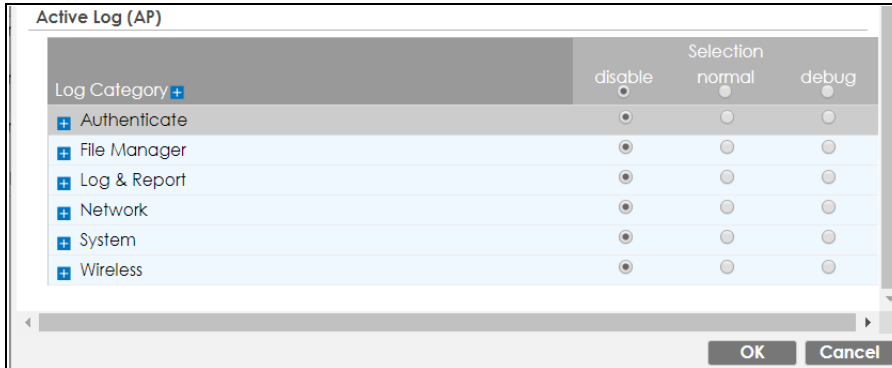 Active Log (AP)
Selection
Log Category disable normal debug
Authenticate
File Manager
Log & Report
Network
System
Wireless
OK Cancel